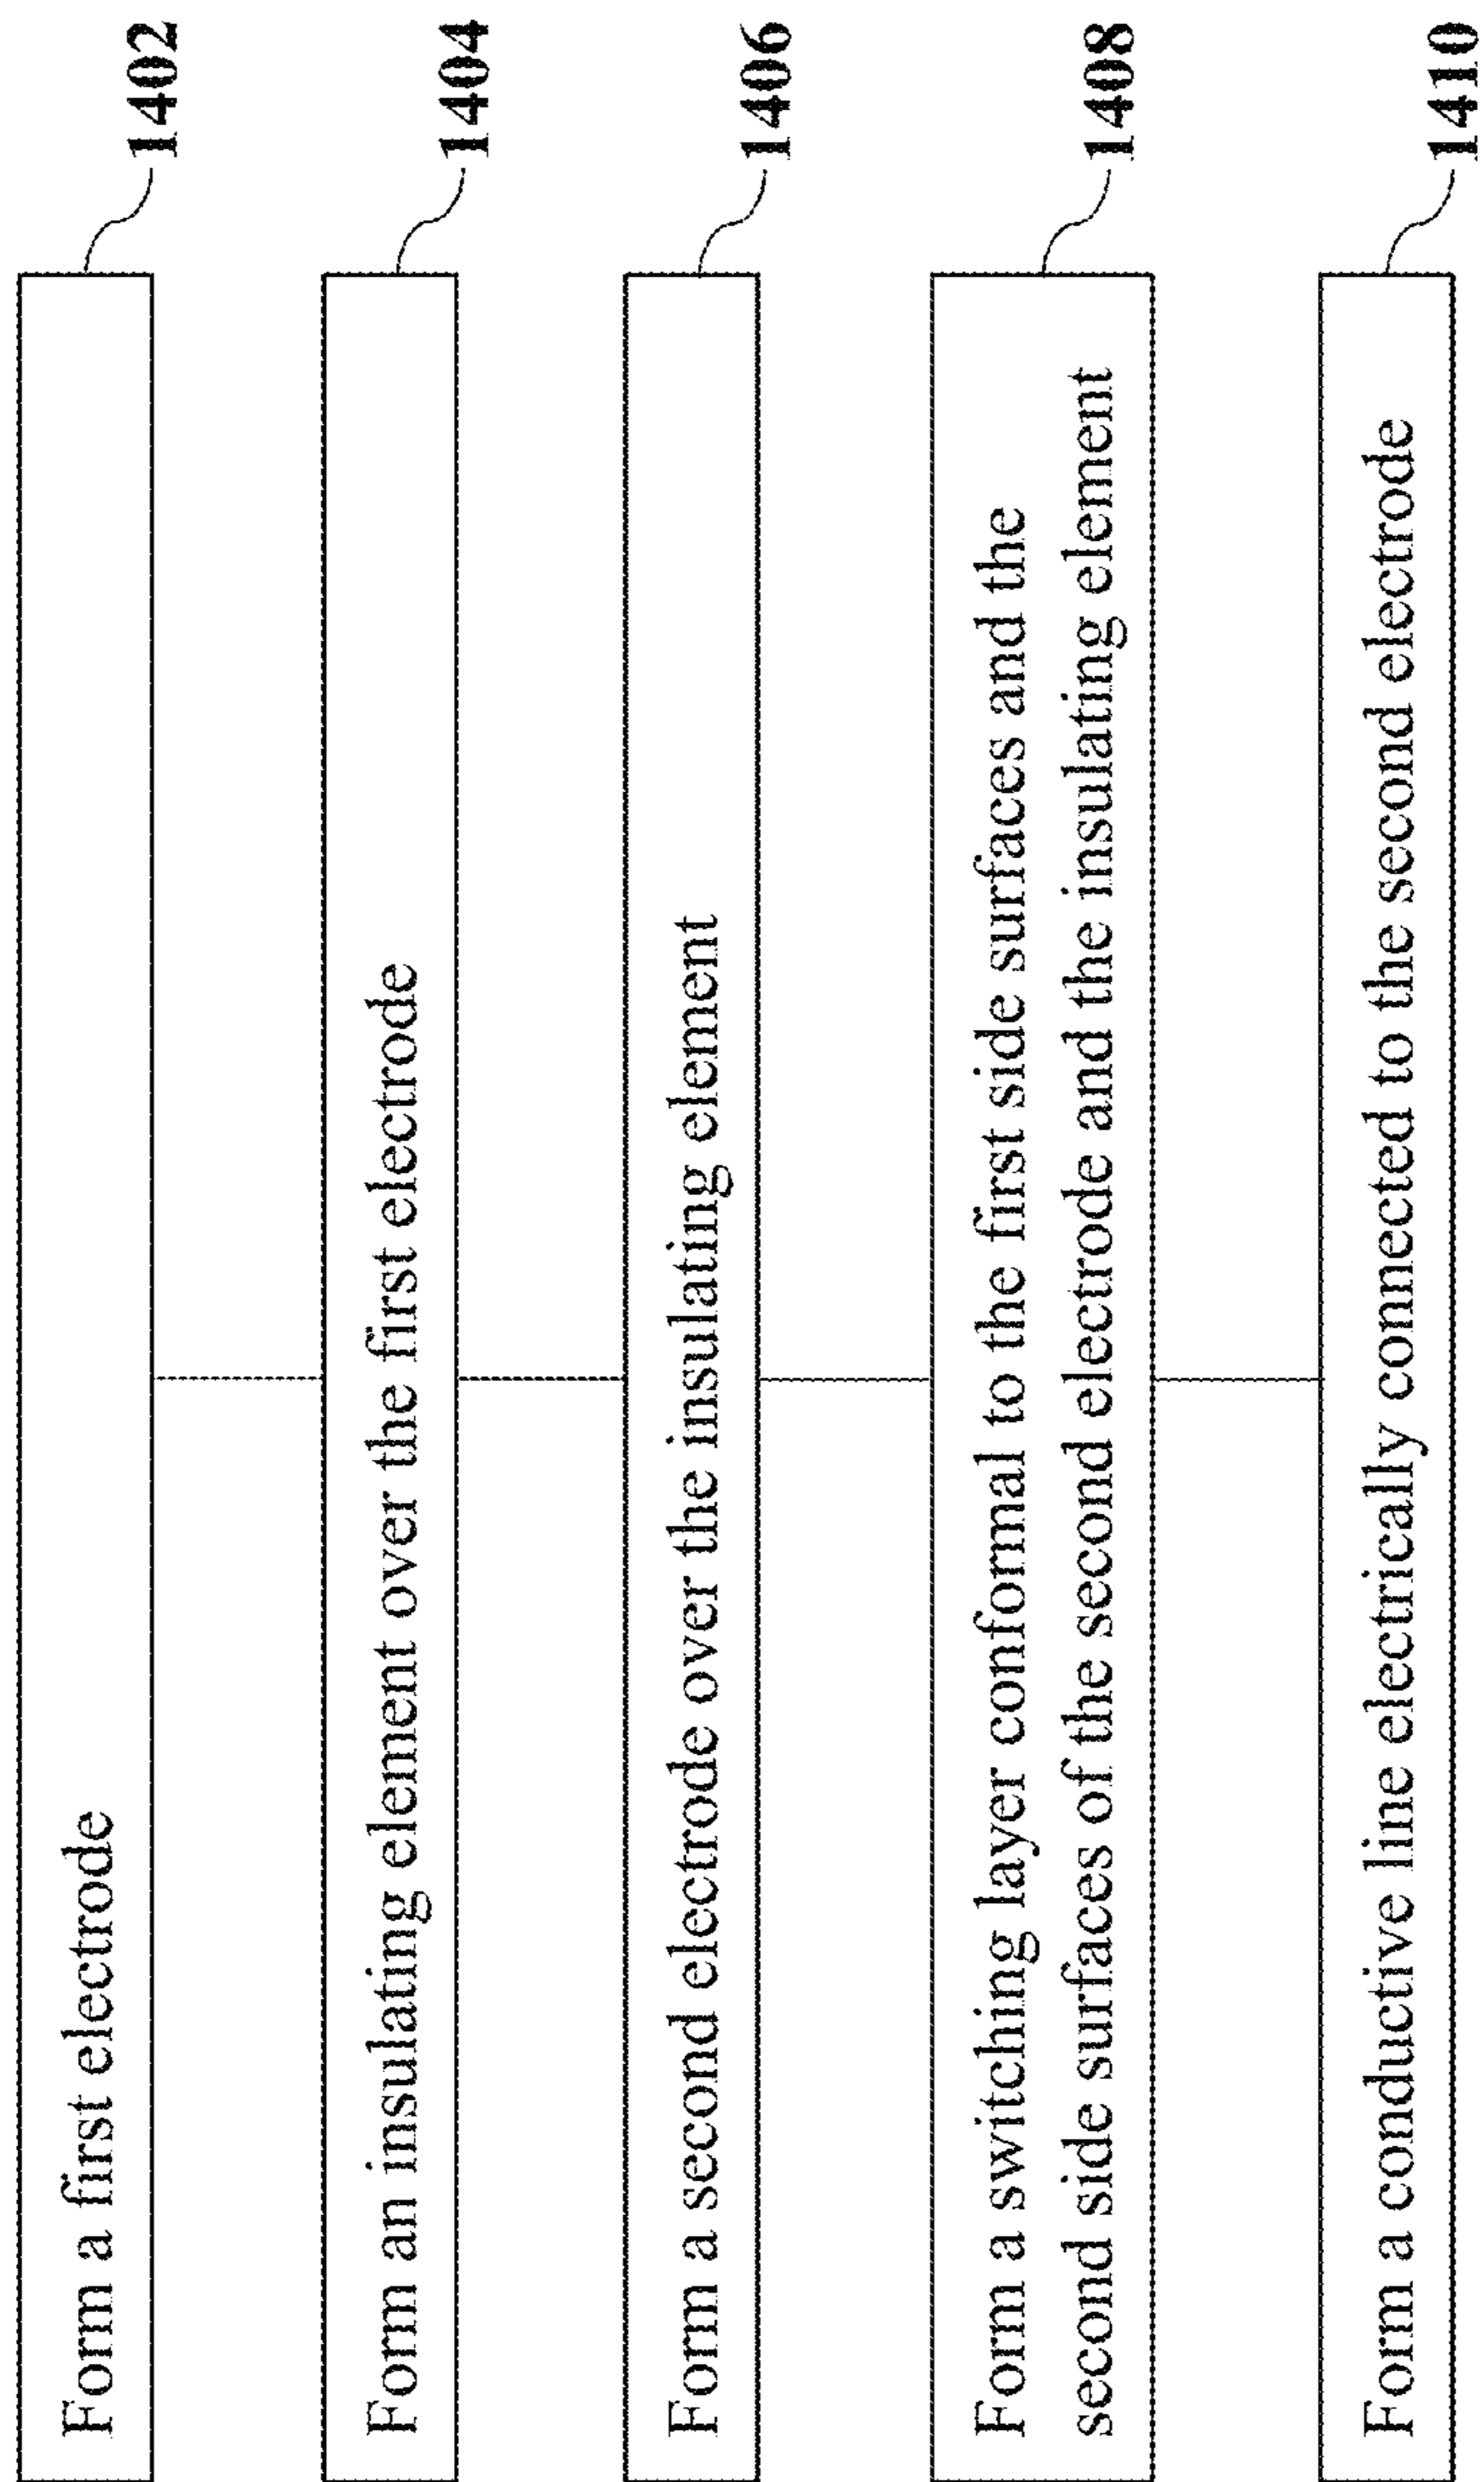 Form a first electrode
1402
Form an insulating element over the first electrode
1404
Form a second electrode over the insulating element
1406
Form a switching layer conformal to the first side surfaces and the
second side surfaces of the second electrode and the insulating element
1408
Form a conductive line electrically connected to the second electrode
1410